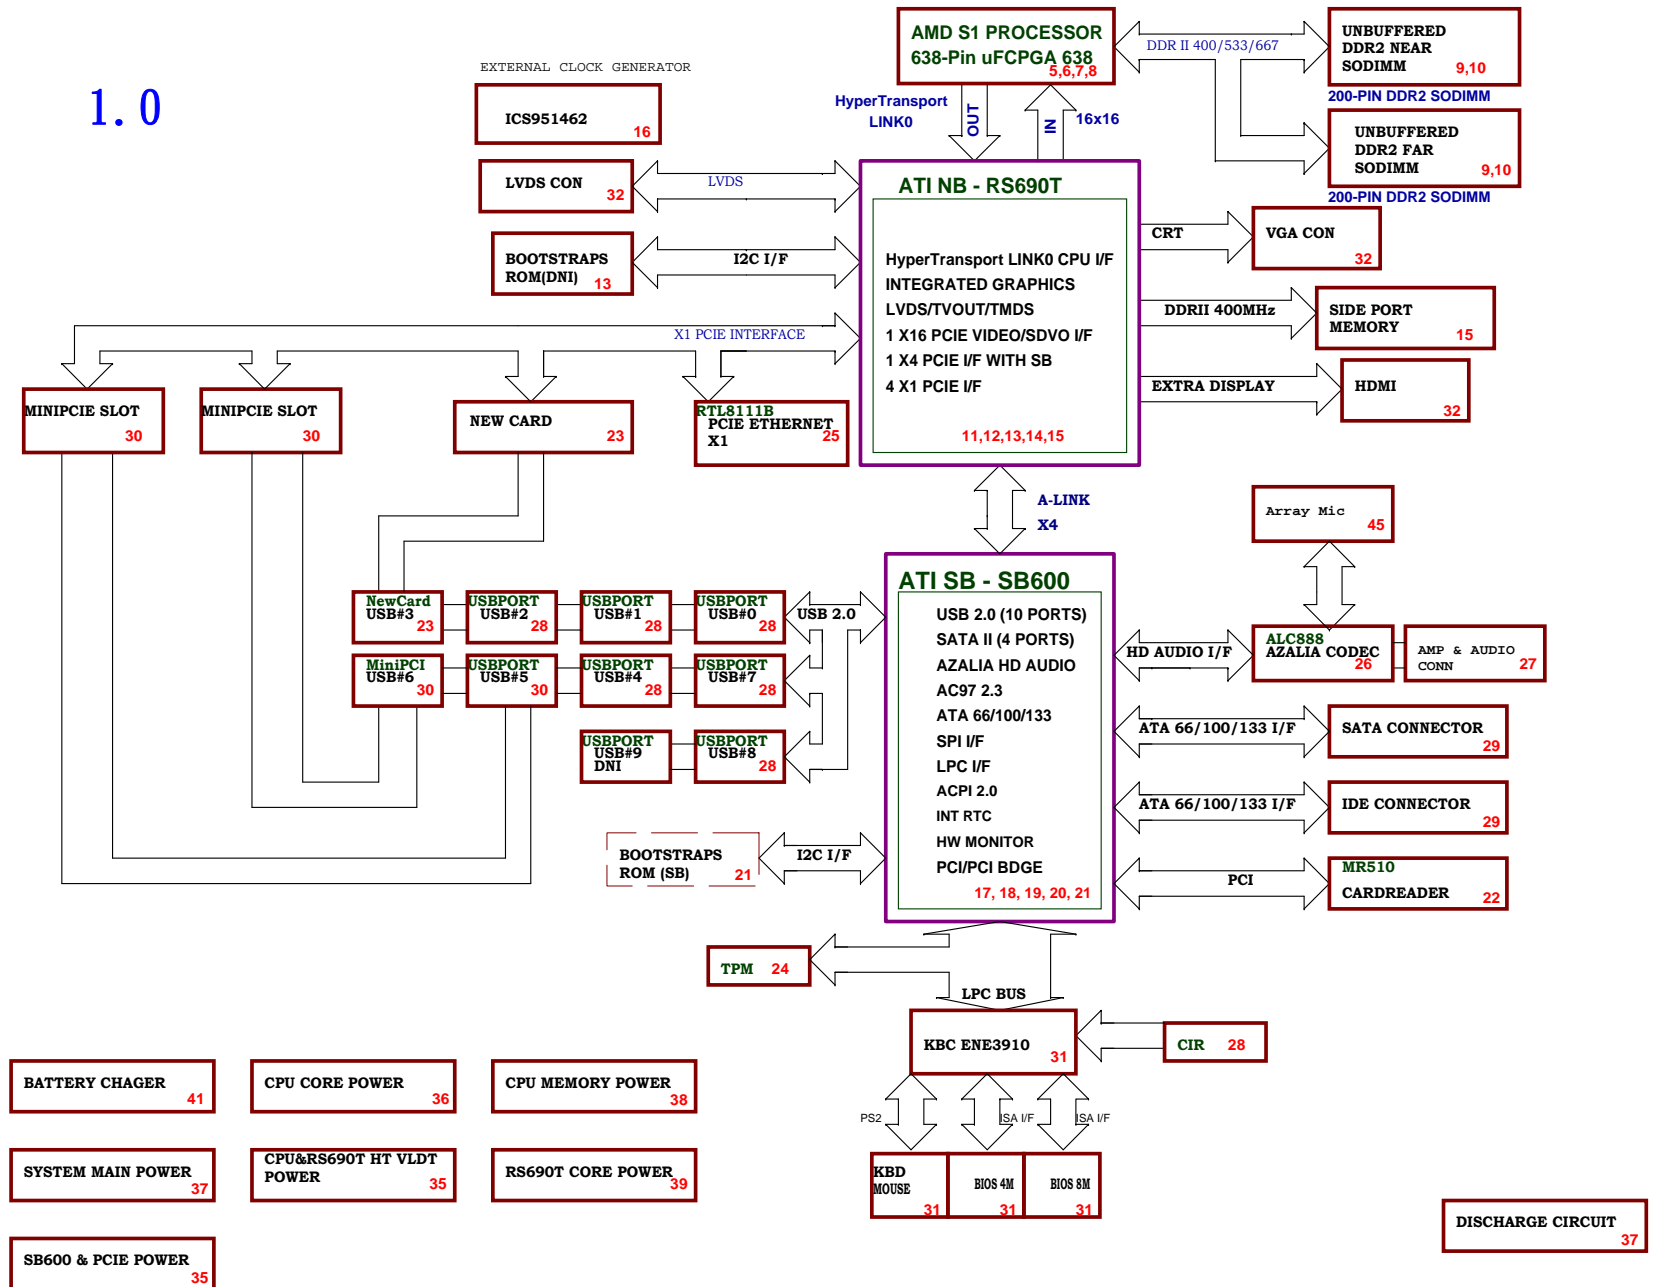 1.0
EXTERNAL CLOCK GENERATOR
ICS951462
16
AMD S1 PROCESSOR
638-Pin uFCPGA 638
5,6,7,8
DDR II 400/533/667
UNBUFFERED
DDR2 NEAR
SODIMM
9,10
200-PIN DDR2 SODIMM
UNBUFFERED
DDR2 FAR
SODIMM
9,10
200-PIN DDR2 SODIMM
HyperTransport
LINK0
OUT
IN
16x16
LVDS CON
32
LVDS
BOOTSTRAPS
ROM(DNI)
13
I2C I/F
X1 PCIE INTERFACE
ATI NB - RS690T
HyperTransport LINK0 CPU I/F
INTEGRATED GRAPHICS
LVDS/TVOUT/TMDS
1 X16 PCIE VIDEO/SDVO I/F
1 X4 PCIE I/F WITH SB
4 X1 PCIE I/F
11,12,13,14,15
CRT
VGA CON
32
DDRII 400MHz
SIDE PORT
MEMORY
15
EXTRA DISPLAY
HDMI
32
MINIPCIE SLOT
30
MINIPCIE SLOT
30
NEW CARD
23
RTL8111B
PCIE ETHERNET
X1
25
A-LINK
X4
Array Mic
45
ATI SB - SB600
USB 2.0 (10 PORTS)
SATA II (4 PORTS)
AZALIA HD AUDIO
AC97 2.3
ATA 66/100/133
SPI I/F
LPC I/F
ACPI 2.0
INT RTC
HW MONITOR
PCI/PCI BDGE
17, 18, 19, 20, 21
NewCard
USB#3
23
USBPORT
USB#2
28
USBPORT
USB#1
28
USBPORT
USB#0
28
USB 2.0
MiniPCI
USB#6
30
USBPORT
USB#5
30
USBPORT
USB#4
28
USBPORT
USB#7
28
USBPORT
USB#9
DNI
USBPORT
USB#8
28
BOOTSTRAPS
ROM (SB)
21
I2C I/F
HD AUDIO I/F
ALC888
AZALIA CODEC
26
AMP & AUDIO
CONN
27
ATA 66/100/133 I/F
SATA CONNECTOR
29
ATA 66/100/133 I/F
IDE CONNECTOR
29
PCI
MR510
CARDREADER
22
TPM 24
LPC BUS
KBC ENE3910
31
CIR 28
PS2
ISA I/F
ISA I/F
KBD
MOUSE
31
BIOS 4M
31
BIOS 8M
31
BATTERY CHAGER
41
CPU CORE POWER
36
CPU MEMORY POWER
38
SYSTEM MAIN POWER
37
CPU&RS690T HT VLDT
POWER
35
RS690T CORE POWER
39
SB600 & PCIE POWER
35
DISCHARGE CIRCUIT
37